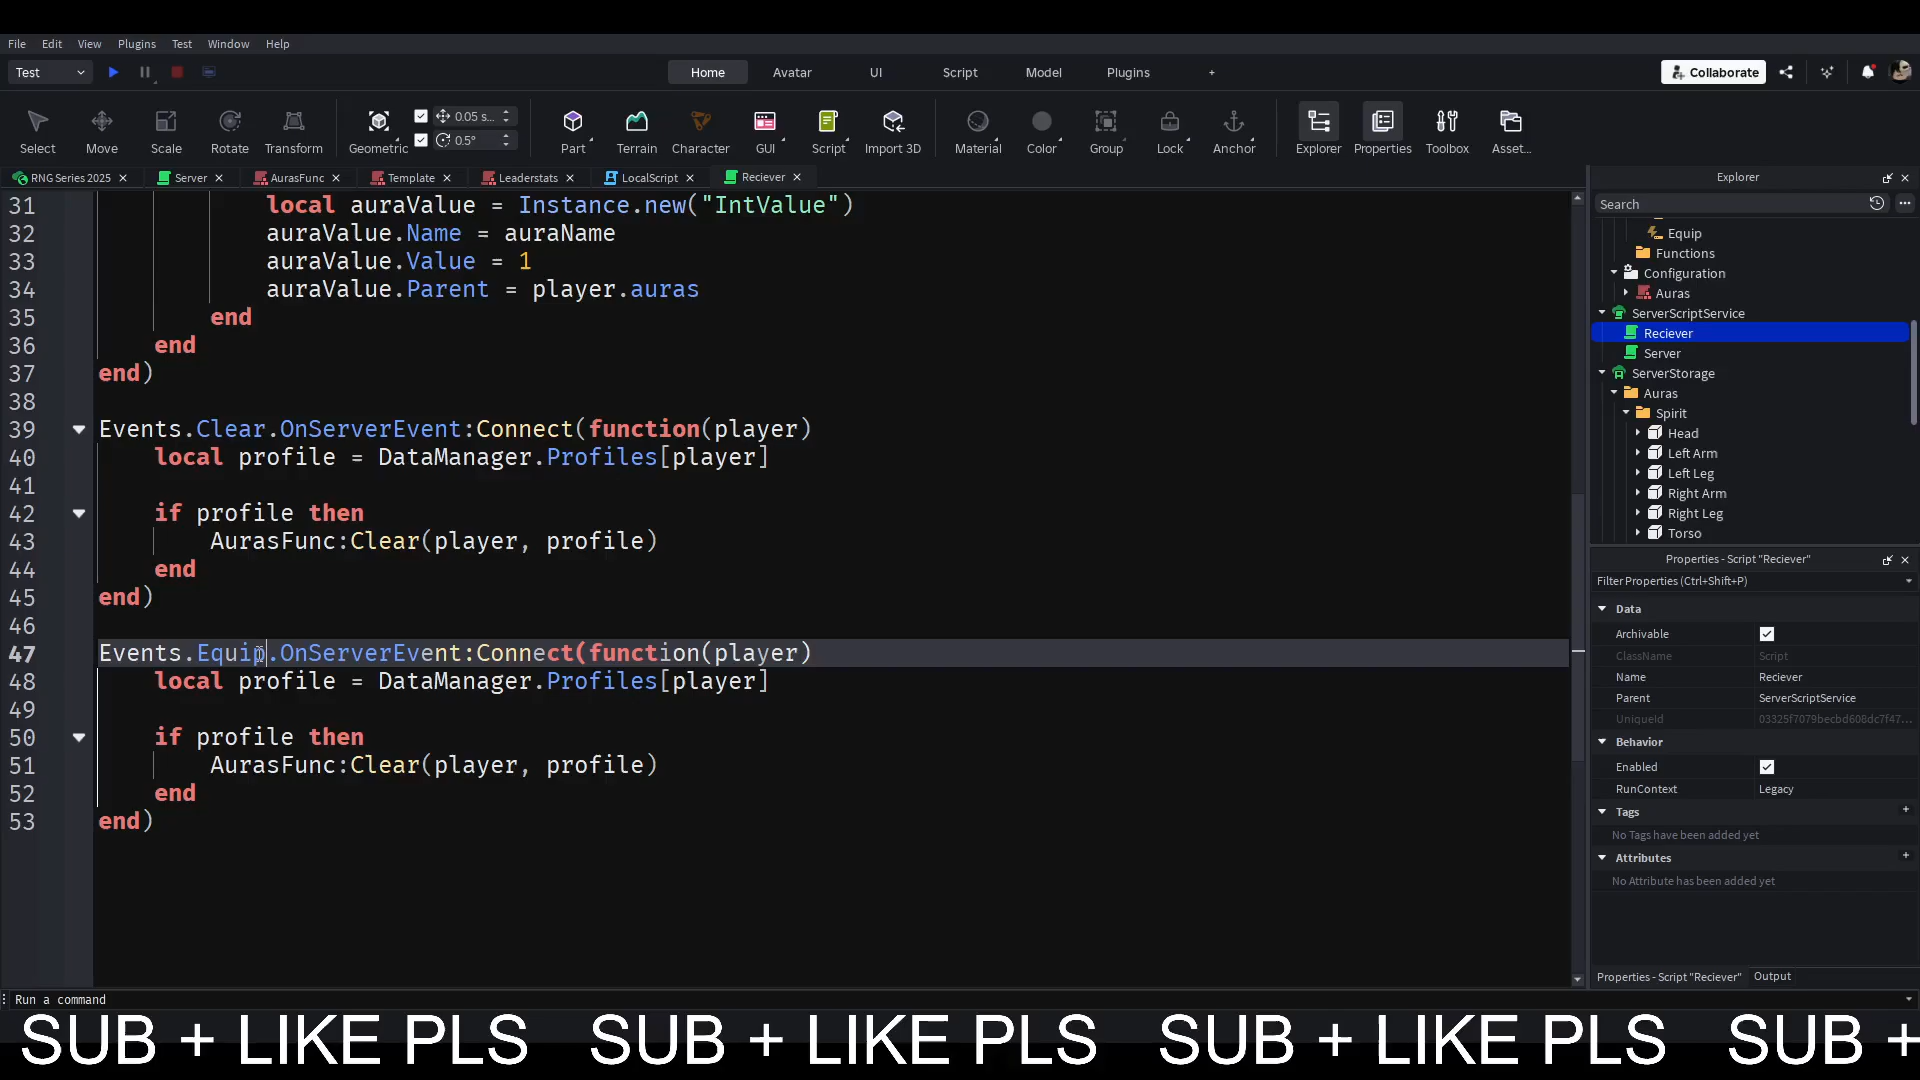 File Edit View Plugins Test Window Help
Test Home Avatar UI Script Model Plugins + Collaborate
Select Move Scale Rotate Transform Geometric 0.05 s... 0.5° Part Terrain Character GUI Script Import 3D Material Color Group Lock Anchor Explorer Properties Toolbox Asset...
RNG Series 2025 Server AurasFunc Template Leaderstats LocalScript Reciever
31 local auraValue = Instance.new("IntValue")
32 auraValue.Name = auraName
33 auraValue.Value = 1
34 auraValue.Parent = player.auras
35 end
36 end
37 end)
38
39 Events.Clear.OnServerEvent:Connect(function(player)
40 local profile = DataManager.Profiles[player]
41
42 if profile then
43 AurasFunc:Clear(player, profile)
44 end
45 end)
46
47 Events.Equip.OnServerEvent:Connect(function(player)
48 local profile = DataManager.Profiles[player]
49
50 if profile then
51 AurasFunc:Clear(player, profile)
52 end
53 end)
Explorer
Search
Equip
Functions
Configuration
Auras
ServerScriptService
Reciever
Server
ServerStorage
Auras
Spirit
Head
Left Arm
Left Leg
Right Arm
Right Leg
Torso
Properties - Script "Reciever"
Filter Properties (Ctrl+Shift+P)
Data
Archivable
ClassName Script
Name Reciever
Parent ServerScriptService
UniqueId 03325f7079becbd608dc7f47...
Behavior
Enabled
RunContext Legacy
Tags +
No Tags have been added yet
Attributes +
No Attribute has been added yet
Properties - Script "Reciever" Output
Run a command
SUB + LIKE PLS SUB + LIKE PLS SUB + LIKE PLS SUB +